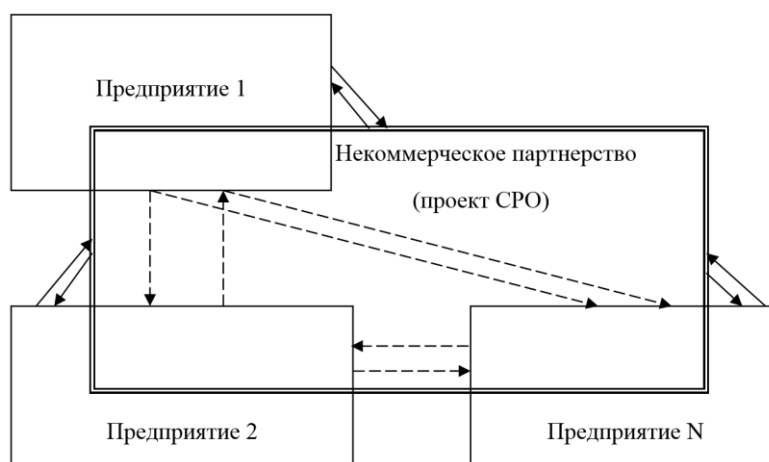 Предприятие 1
Некоммерческое партнерство
(проект СРО)
Предприятие 2
Предприятие N